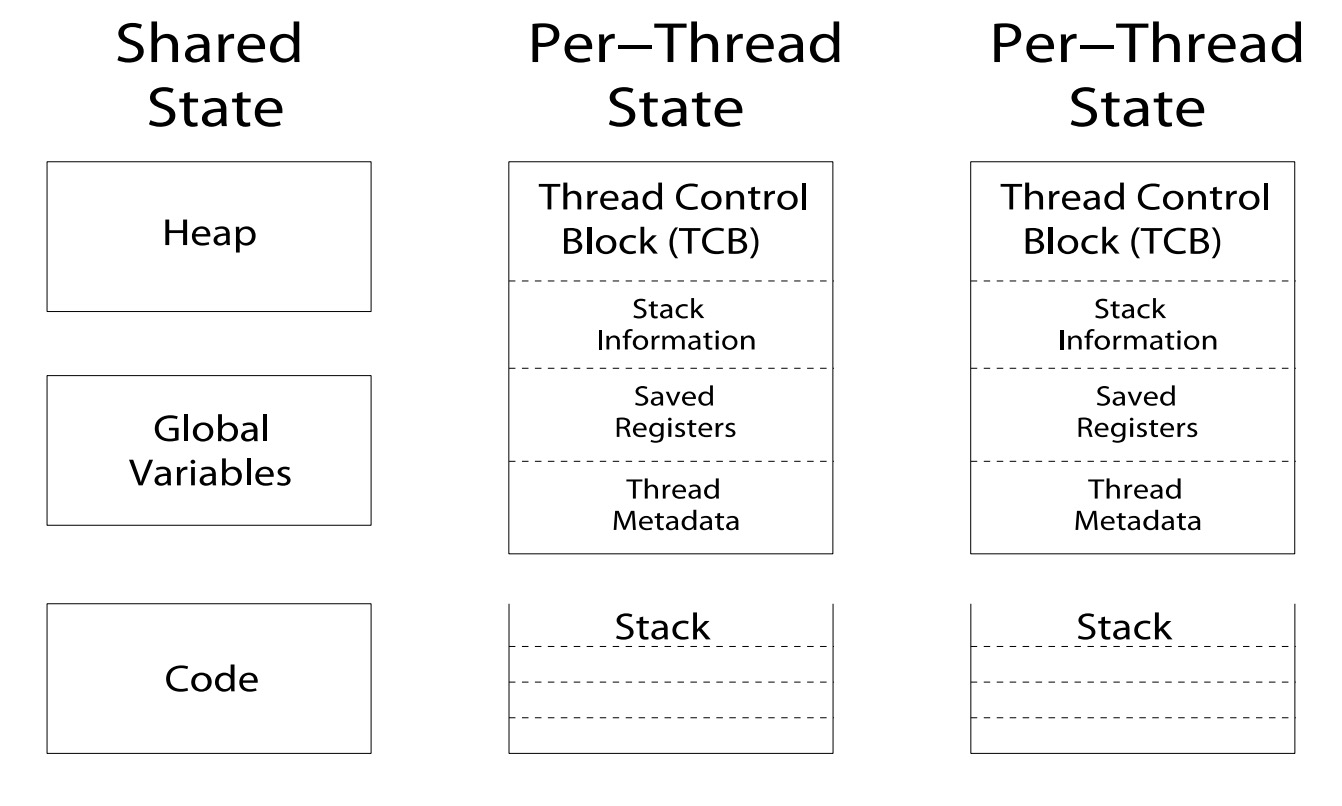 Shared
State
Heap
Global
Variables
Code
Per–Thread
State
Thread Control
Block (TCB)
Stack
Information
Saved
Registers
Thread
Metadata
Stack
Per–Thread
State
Thread Control
Block (TCB)
Stack
Information
Saved
Registers
Thread
Metadata
Stack